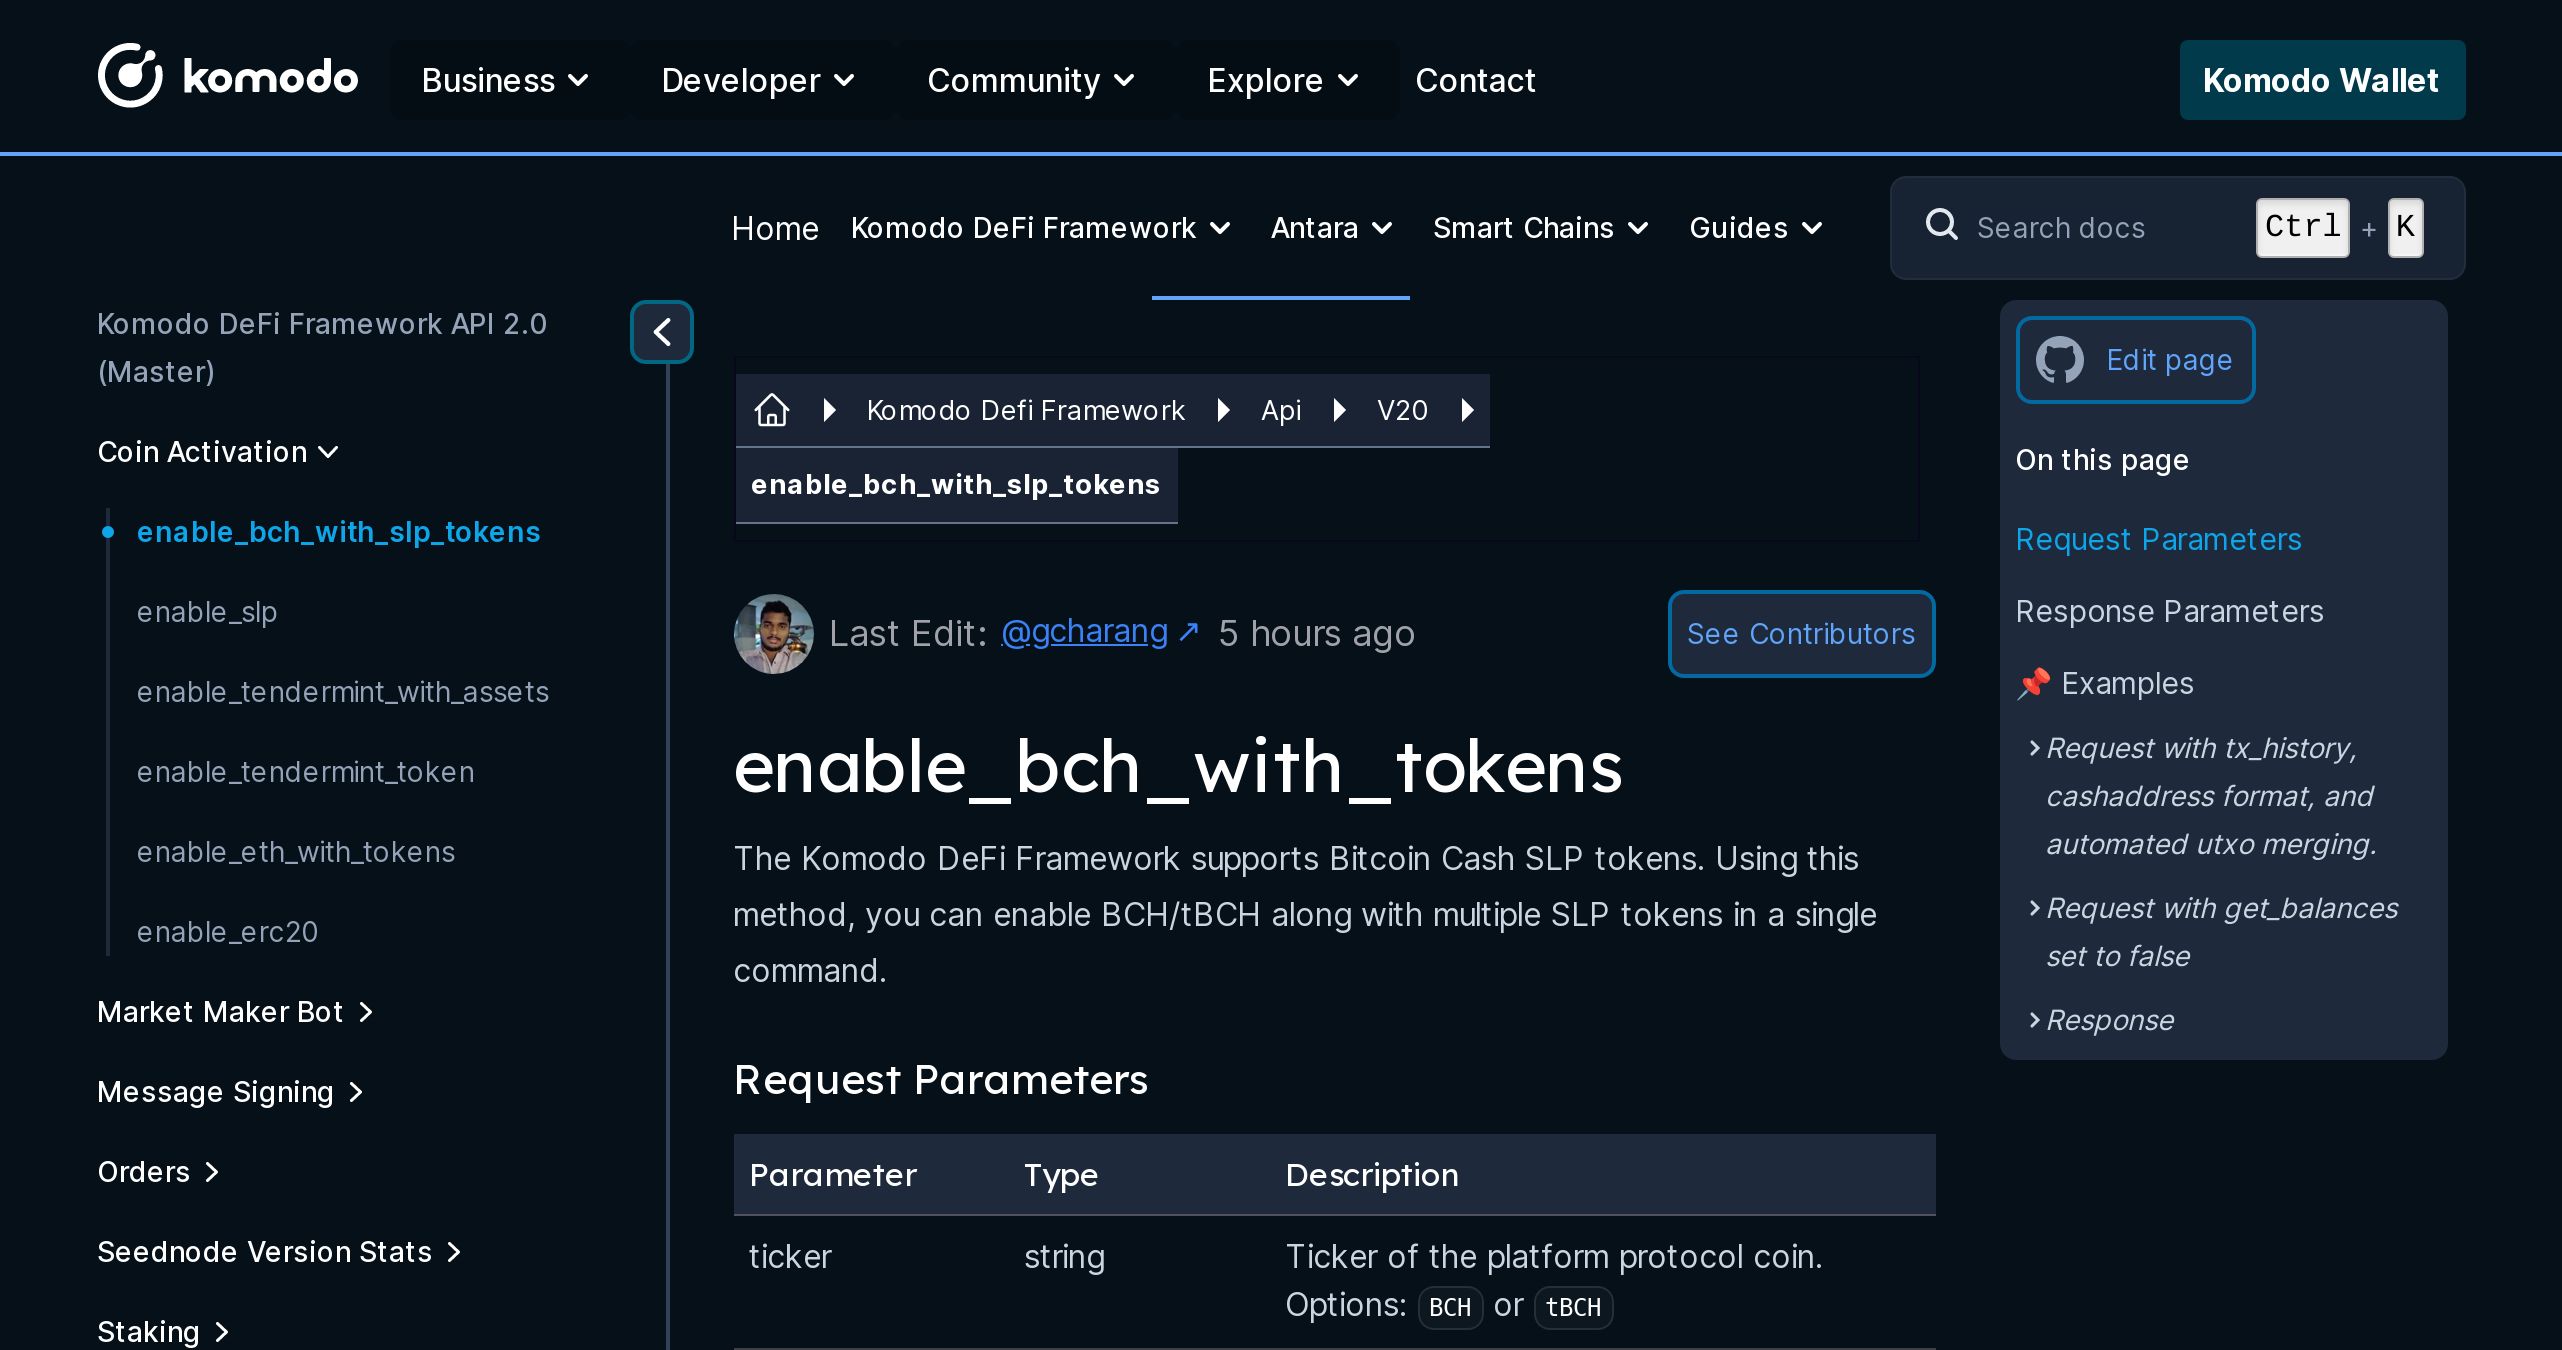 komodo
Business
Developer
Community
Explore
Contact
Komodo Wallet
Home
Komodo DeFi Framework
Antara
Smart Chains
Guides
Search docs
Ctrl + K
Komodo DeFi Framework API 2.0
(Master)
Coin Activation
enable_bch_with_slp_tokens
enable_slp
enable_tendermint_with_assets
enable_tendermint_token
enable_eth_with_tokens
enable_erc20
Market Maker Bot
Message Signing
Orders
Seednode Version Stats
Staking
Komodo Defi Framework
Api
V20
enable_bch_with_slp_tokens
Last Edit: @gcharang ↗ 5 hours ago
See Contributors
enable_bch_with_tokens
The Komodo DeFi Framework supports Bitcoin Cash SLP tokens. Using this
method, you can enable BCH/tBCH along with multiple SLP tokens in a single
command.
Request Parameters
Parameter Type Description
ticker string Ticker of the platform protocol coin.
Options: BCH or tBCH
Edit page
On this page
Request Parameters
Response Parameters
📌 Examples
Request with tx_history,
cashaddress format, and
automated utxo merging.
Request with get_balances
set to false
Response